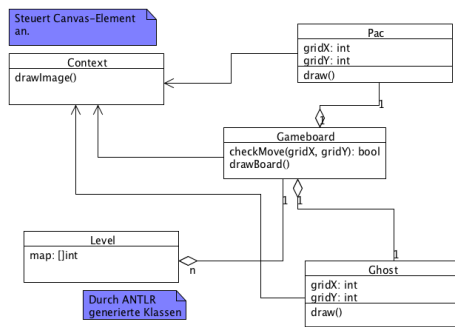 Steuert Canvas-Element
an.
Context
drawImage()
Pac
gridX: int
gridY: int
draw()
1
1
Gameboard
checkMove(gridX, gridY): bool
drawBoard()
1
1
Level
map: []int
n
1
Durch ANTLR
generierte Klassen
Ghost
gridX: int
gridY: int
draw()